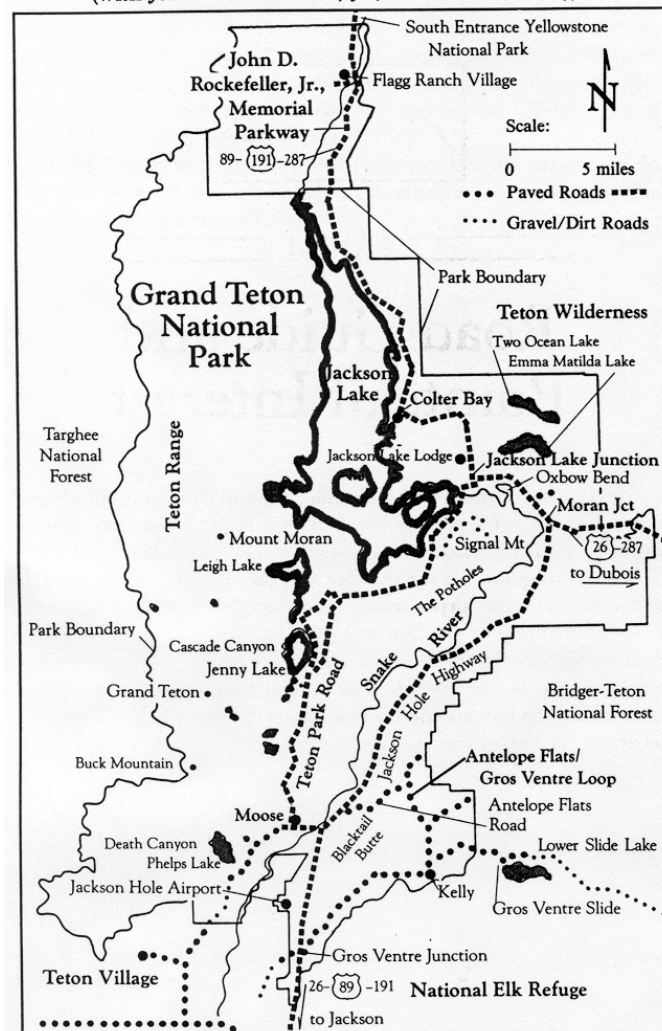 South Entrance Yellowstone
National Park
John D.
Rockefeller, Jr.,
Memorial
Parkway
Flagg Ranch Village
89-191-287
N
Scale:
0 5 miles
Paved Roads
Gravel/Dirt Roads
Park Boundary
Grand Teton
National
Park
Teton Wilderness
Two Ocean Lake
Emma Matilda Lake
Jackson
Lake
Colter Bay
Targhee
National
Forest
Teton Range
Jackson Lake Lodge
Jackson Lake Junction
Oxbow Bend
Moran Jct
Mount Moran
Signal Mt
26-287
to Dubois
Leigh Lake
The Potholes
Park Boundary
Cascade Canyon
Jenny Lake
Snake River
Teton Park Road
Jackson Hole Highway
Grand Teton
Bridger-Teton
National Forest
Buck Mountain
Antelope Flats/
Gros Ventre Loop
Moose
Antelope Flats
Road
Blacktail
Butte
Death Canyon
Phelps Lake
Lower Slide Lake
Jackson Hole Airport
Kelly
Gros Ventre Slide
Gros Ventre Junction
Teton Village
26-89-191
National Elk Refuge
to Jackson